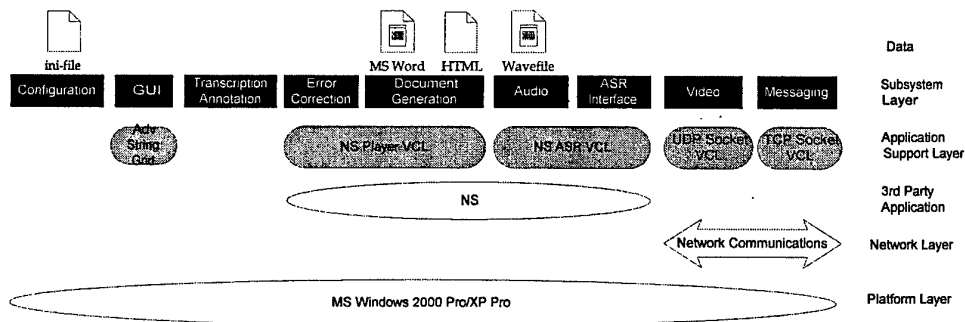 Data
ini-file
MS Word
HTML
Wavefile
Configuration
GUI
Transcription
Annotation
Error
Correction
Document
Generation
Audio
ASR
Interface
Video
Messaging
Subsystem
Layer
Adv
String
Grid
NS Player VCL
NS ASR VCL
UDP Socket
VCL
TCP Socket
VCL
Application
Support Layer
NS
3rd Party
Application
Network Communications
Network Layer
MS Windows 2000 Pro/XP Pro
Platform Layer